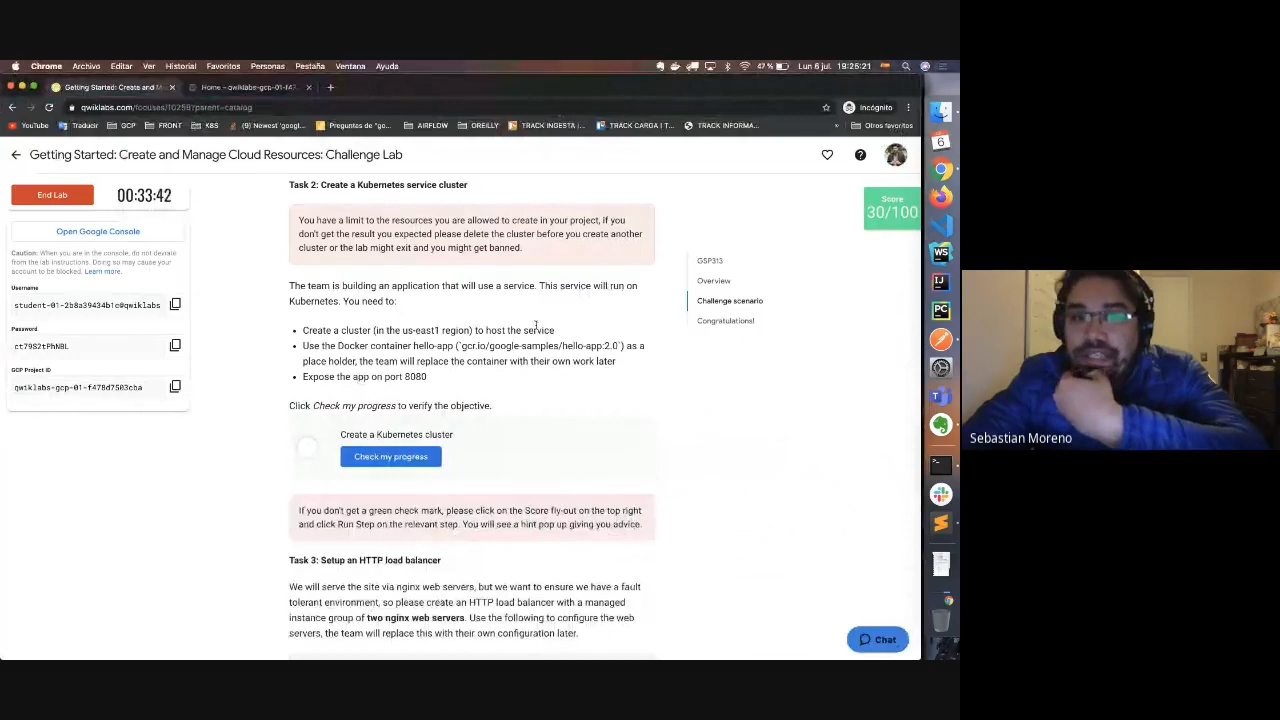 Chrome Archivo Editar Ver Historial Favoritos Personas Pestaña Ventana Ayuda 47 % Lun 6 jul. 19:25:21
Getting Started: Create and M Home – qwiklabs-gcp-01-f47
qwiklabs.com/focuses/10258?parent=catalog Incógnito
YouTube Traducir GCP FRONT K8S (9) Newest 'googl... Preguntas de "go... AIRFLOW OREILLY TRACK INGESTA (... TRACK CARGA ( T... TRACK INFORMA... » Otros favoritos
Getting Started: Create and Manage Cloud Resources: Challenge Lab
End Lab 00:33:42
Open Google Console
Caution: When you are in the console, do not deviate
from the lab instructions. Doing so may cause your
account to be blocked. Learn more.
Username
student-01-2b8a39434b1c@qwiklabs
Password
ct79S2tPhNBL
GCP Project ID
qwiklabs-gcp-01-f478d7503cba
Task 2: Create a Kubernetes service cluster
You have a limit to the resources you are allowed to create in your project, if you
don't get the result you expected please delete the cluster before you create another
cluster or the lab might exit and you might get banned.
The team is building an application that will use a service. This service will run on
Kubernetes. You need to:
• Create a cluster (in the us-east1 region) to host the service
• Use the Docker container hello-app (`gcr.io/google-samples/hello-app:2.0`) as a
place holder, the team will replace the container with their own work later
• Expose the app on port 8080
Click Check my progress to verify the objective.
Create a Kubernetes cluster
Check my progress
If you don't get a green check mark, please click on the Score fly-out on the top right
and click Run Step on the relevant step. You will see a hint pop up giving you advice.
Task 3: Setup an HTTP load balancer
We will serve the site via nginx web servers, but we want to ensure we have a fault
tolerant environment, so please create an HTTP load balancer with a managed
instance group of two nginx web servers. Use the following to configure the web
servers, the team will replace this with their own configuration later.
Score
30/100
GSP313
Overview
Challenge scenario
Congratulations!
Chat
6
WS
IJ
PC
Sebastian Moreno